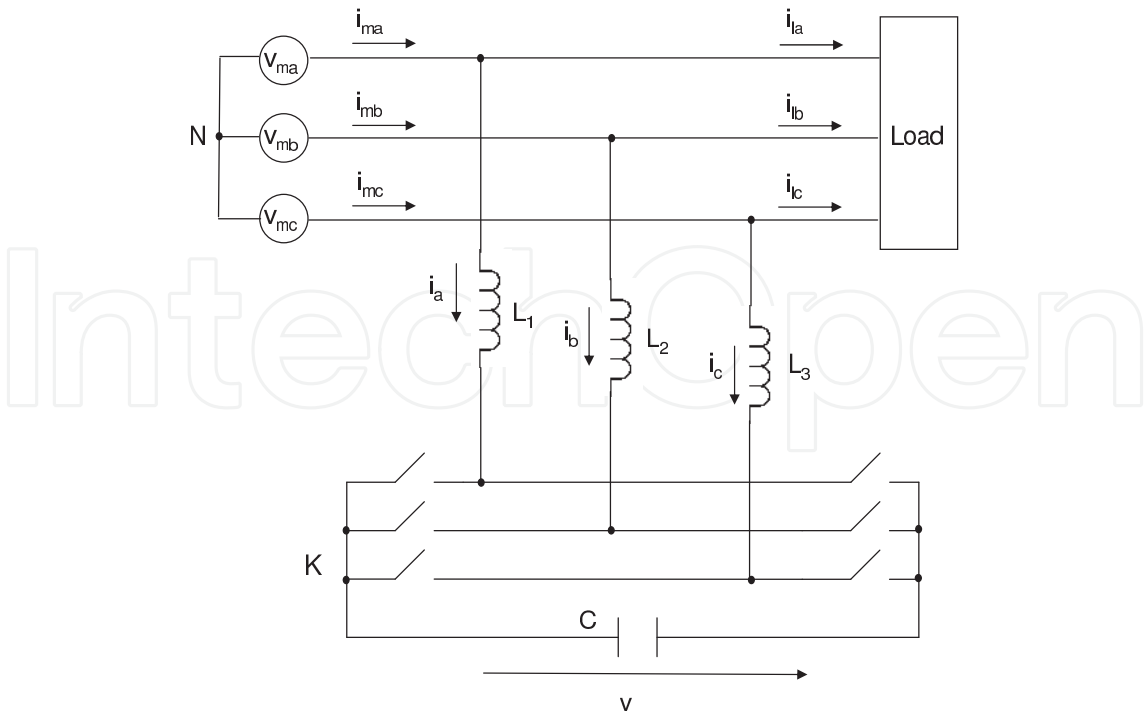 i_ma
i_la
v_ma
i_mb
i_lb
N
v_mb
Load
i_mc
i_lc
v_mc
IntechOpen
i_a
L_1
i_b
L_2
i_c
L_3
K
C
v